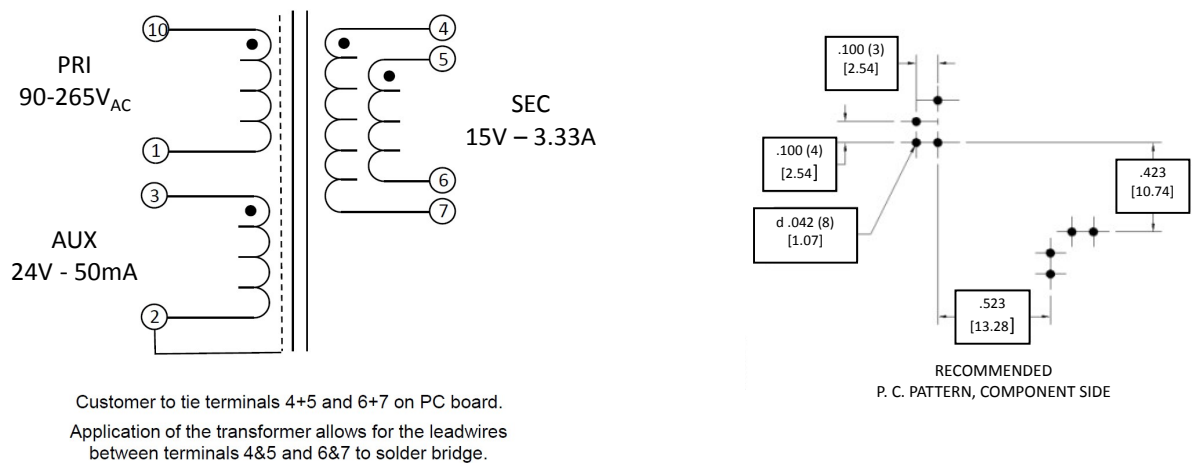 10
PRI
90-265VAC
1
3
AUX
24V - 50mA
2
4
5
SEC
15V – 3.33A
6
7
Customer to tie terminals 4+5 and 6+7 on PC board.
Application of the transformer allows for the leadwires
between terminals 4&5 and 6&7 to solder bridge.
.100 (3)
[2.54]
.100 (4)
[2.54]
d .042 (8)
[1.07]
.423
[10.74]
.523
[13.28]
RECOMMENDED
P. C. PATTERN, COMPONENT SIDE